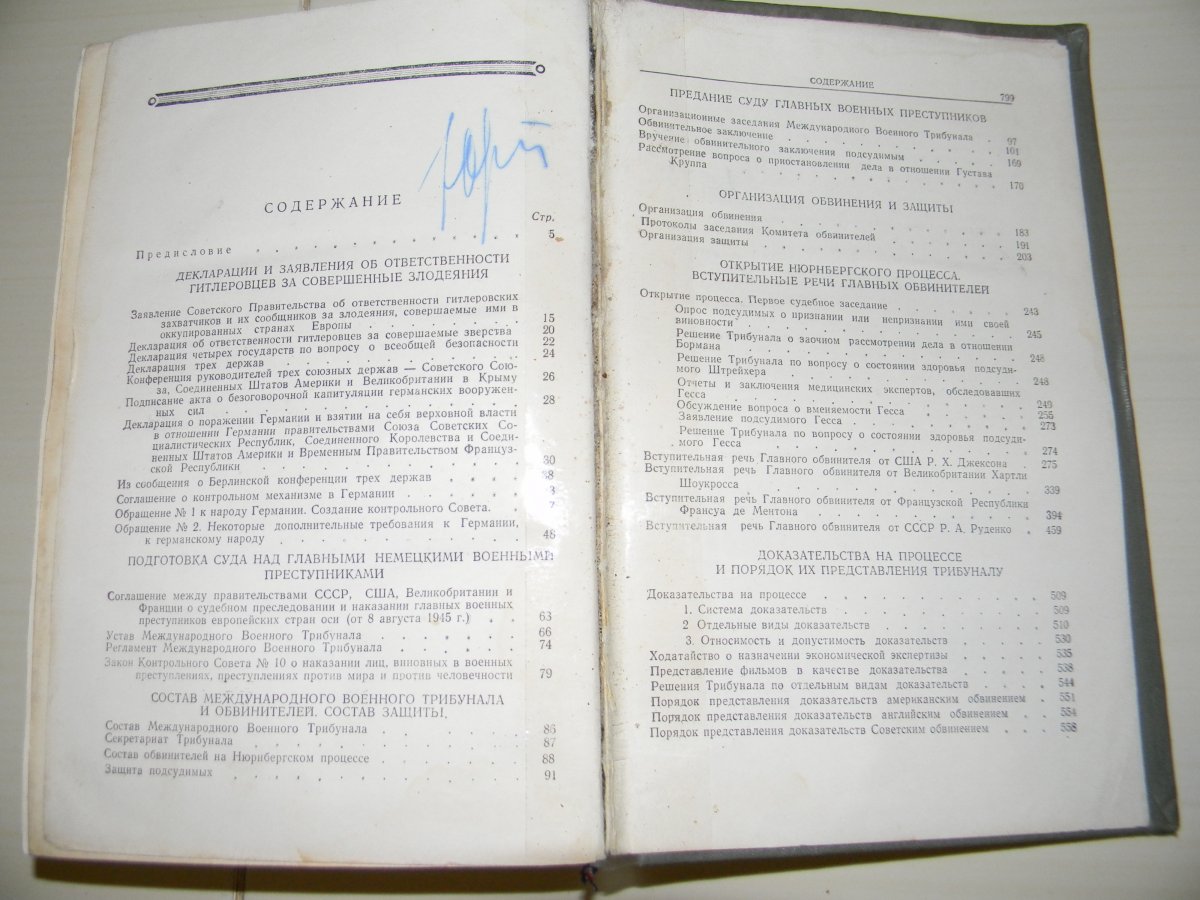 СОДЕРЖАНИЕ
Стр.
Предисловие 5
ДЕКЛАРАЦИИ И ЗАЯВЛЕНИЯ ОБ ОТВЕТСТВЕННОСТИ
ГИТЛЕРОВЦЕВ ЗА СОВЕРШЕННЫЕ ЗЛОДЕЯНИЯ
Заявление Советского Правительства об ответственности гитлеровских
захватчиков и их сообщников за злодеяния, совершаемые ими в
оккупированных странах Европы 15
Декларация об ответственности гитлеровцев за совершаемые зверства 20
Декларация четырех государств по вопросу о всеобщей безопасности 22
Декларация трех держав 24
Конференция руководителей трех союзных держав — Советского Сою-
за, Соединенных Штатов Америки и Великобритании в Крыму 26
Подписание акта о безоговорочной капитуляции германских вооружен-
ных сил 28
Декларация о поражении Германии и взятии на себя верховной власти
в отношении Германии правительствами Союза Советских Со-
циалистических Республик, Соединенного Королевства и Соеди-
ненных Штатов Америки и Временным Правительством Француз-
ской Республики 30
Из сообщения о Берлинской конференции трех держав 38
Соглашение о контрольном механизме в Германии
Обращение № 1 к народу Германии. Создание контрольного Совета.
Обращение № 2. Некоторые дополнительные требования к Германии,
к германскому народу 48
ПОДГОТОВКА СУДА НАД ГЛАВНЫМИ НЕМЕЦКИМИ ВОЕННЫМИ
ПРЕСТУПНИКАМИ
Соглашение между правительствами СССР, США, Великобритании и
Франции о судебном преследовании и наказании главных военных
преступников европейских стран оси (от 8 августа 1945 г.) 63
Устав Международного Военного Трибунала 66
Регламент Международного Военного Трибунала 74
Закон Контрольного Совета № 10 о наказании лиц, виновных в военных
преступлениях, преступлениях против мира и против человечности 79
СОСТАВ МЕЖДУНАРОДНОГО ВОЕННОГО ТРИБУНАЛА
И ОБВИНИТЕЛЕЙ. СОСТАВ ЗАЩИТЫ.
Состав Международного Военного Трибунала 86
Секретариат Трибунала 87
Состав обвинителей на Нюрнбергском процессе 88
Защита подсудимых 91
СОДЕРЖАНИЕ 799
ПРЕДАНИЕ СУДУ ГЛАВНЫХ ВОЕННЫХ ПРЕСТУПНИКОВ
Организационные заседания Международного Военного Трибунала 97
Обвинительное заключение 101
Вручение обвинительного заключения подсудимым 169
Рассмотрение вопроса о приостановлении дела в отношении Густава
Круппа 170
ОРГАНИЗАЦИЯ ОБВИНЕНИЯ И ЗАЩИТЫ
Организация обвинения 183
Протоколы заседания Комитета обвинителей 191
Организация защиты 203
ОТКРЫТИЕ НЮРНБЕРГСКОГО ПРОЦЕССА.
ВСТУПИТЕЛЬНЫЕ РЕЧИ ГЛАВНЫХ ОБВИНИТЕЛЕЙ
Открытие процесса. Первое судебное заседание 243
Опрос подсудимых о признании или непризнании ими своей
виновности 245
Решение Трибунала о заочном рассмотрении дела в отношении
Бормана 248
Решение Трибунала по вопросу о состоянии здоровья подсуди-
мого Штрейхера 248
Отчеты и заключения медицинских экспертов, обследовавших
Гесса 249
Обсуждение вопроса о вменяемости Гесса 255
Заявление подсудимого Гесса 273
Решение Трибунала по вопросу о состоянии здоровья подсуди-
мого Гесса 274
Вступительная речь Главного обвинителя от США Р. Х. Джексона 275
Вступительная речь Главного обвинителя от Великобритании Хартли
Шоукросса 339
Вступительная речь Главного обвинителя от Французской Республики
Франсуа де Ментона 394
Вступительная речь Главного обвинителя от СССР Р. А. Руденко 459
ДОКАЗАТЕЛЬСТВА НА ПРОЦЕССЕ
И ПОРЯДОК ИХ ПРЕДСТАВЛЕНИЯ ТРИБУНАЛУ
Доказательства на процессе 509
1. Система доказательств 509
2 Отдельные виды доказательств 510
3. Относимость и допустимость доказательств 530
Ходатайство о назначении экономической экспертизы 535
Представление фильмов в качестве доказательства 538
Решения Трибунала по отдельным видам доказательств 544
Порядок представления доказательств американским обвинением 551
Порядок представления доказательств английским обвинением 554
Порядок представления доказательств Советским обвинением 558